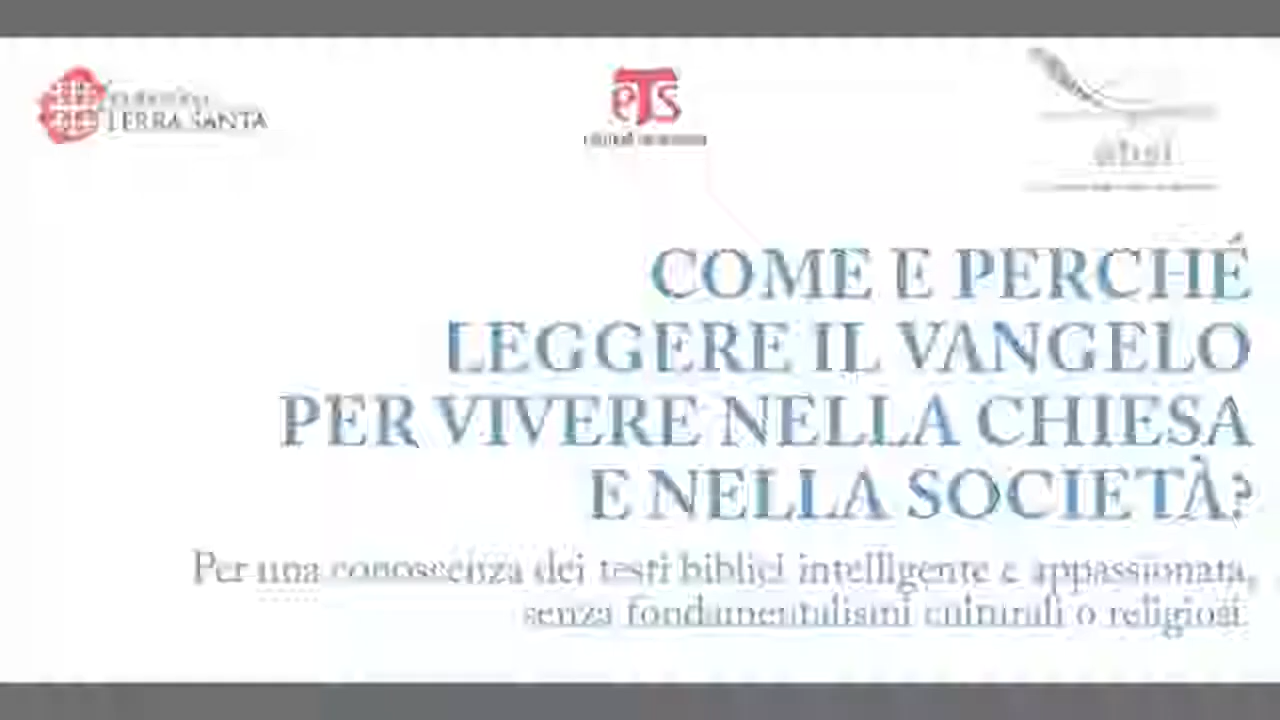 TERRA SANTA
ETS
COME E PERCHÉ
LEGGERE IL VANGELO
PER VIVERE NELLA CHIESA
E NELLA SOCIETÀ?
Per una conoscenza dei testi biblici intelligente e appassionata,
senza fondamentalismi culturali o religiosi.